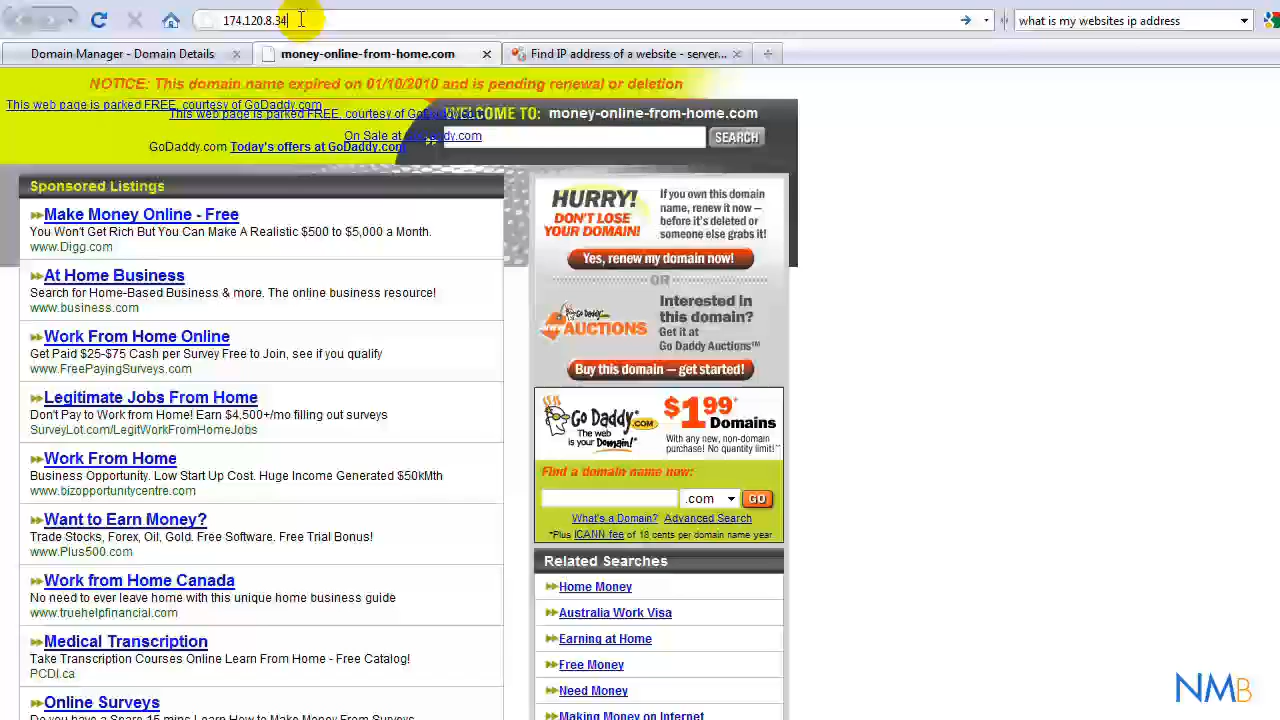 174.120.8.34
what is my websites ip address
Domain Manager - Domain Details
money-online-from-home.com
Find IP address of a website - server...
NOTICE: This domain name expired on 01/10/2010 and is pending renewal or deletion
This web page is parked FREE, courtesy of GoDaddy.com
This web page is parked FREE, courtesy of GoDaddy.com
WELCOME TO: money-online-from-home.com
On Sale at GoDaddy.com
SEARCH
GoDaddy.com Today's offers at GoDaddy.com
Sponsored Listings
Make Money Online - Free
You Won't Get Rich But You Can Make A Realistic $500 to $5,000 a Month.
www.Digg.com
At Home Business
Search for Home-Based Business & more. The online business resource!
www.business.com
Work From Home Online
Get Paid $25-$75 Cash per Survey Free to Join, see if you qualify
www.FreePayingSurveys.com
Legitimate Jobs From Home
Don't Pay to Work from Home! Earn $4,500+/mo filling out surveys
SurveyLot.com/LegitWorkFromHomeJobs
Work From Home
Business Opportunity. Low Start Up Cost. Huge Income Generated $50kMth
www.bizopportunitycentre.com
Want to Earn Money?
Trade Stocks, Forex, Oil, Gold. Free Software. Free Trial Bonus!
www.Plus500.com
Work from Home Canada
No need to ever leave home with this unique home business guide
www.truehelpfinancial.com
Medical Transcription
Take Transcription Courses Online Learn From Home - Free Catalog!
PCDI.ca
Online Surveys
Do you have a Spare 15 mins Learn How to Make Money From Surveys
HURRY!
DON'T LOSE
YOUR DOMAIN!
If you own this domain
name, renew it now —
before it's deleted or
someone else grabs it!
Yes, renew my domain now!
OR
Go Daddy
AUCTIONS
Interested in
this domain?
Get it at
Go Daddy Auctions™
Buy this domain — get started!
Go Daddy.COM
The web
is your Domain!
$1.99*
Domains
With any new, non-domain
purchase! No quantity limit!**
Find a domain name now:
.com
GO
What's a Domain? Advanced Search
*Plus ICANN fee of 18 cents per domain name year
Related Searches
Home Money
Australia Work Visa
Earning at Home
Free Money
Need Money
Making Money on Internet
NMB